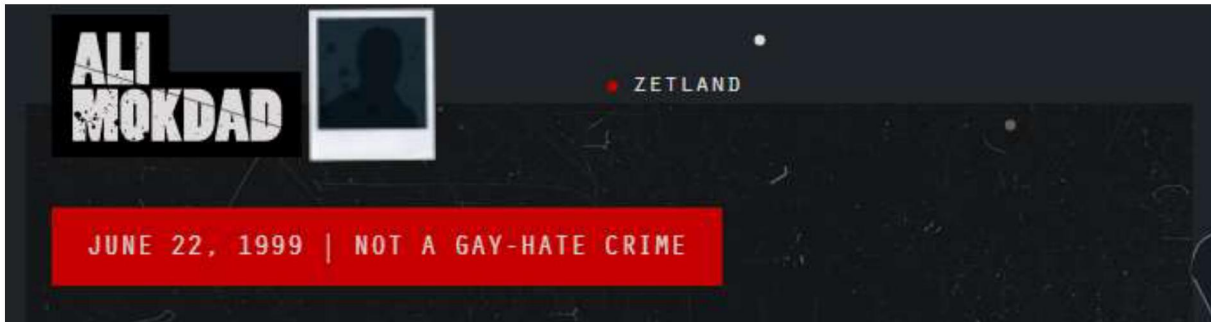 ALI
MOKDAD
ZETLAND
JUNE 22, 1999 | NOT A GAY-HATE CRIME